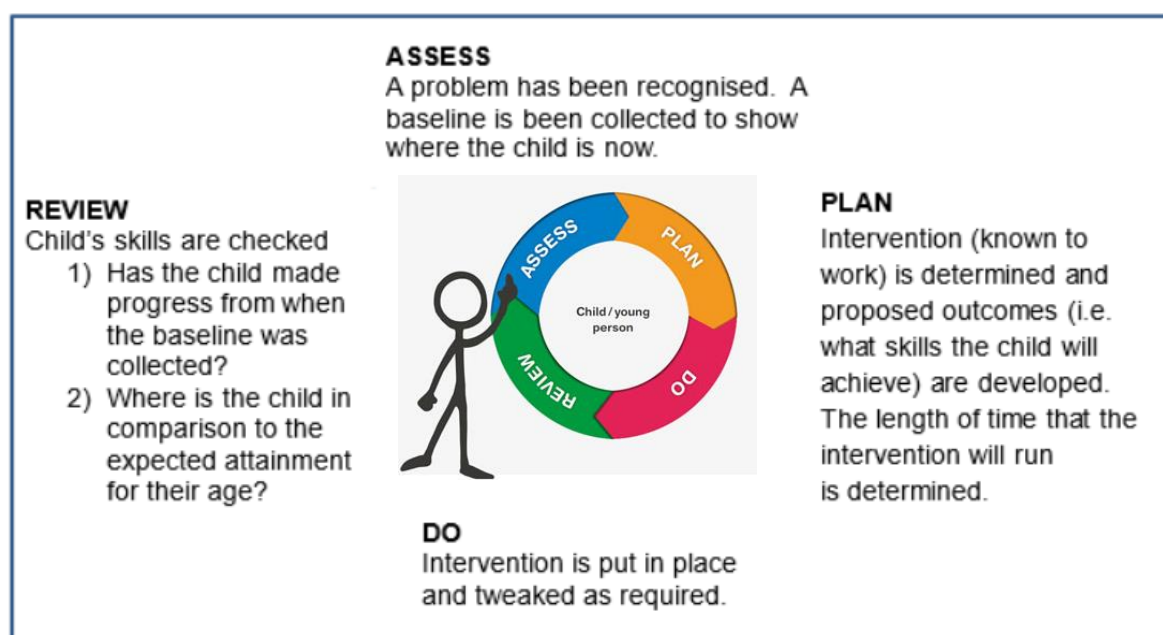 ASSESS
A problem has been recognised.  A
baseline is been collected to show
where the child is now.
REVIEW
Child's skills are checked
1) Has the child made
progress from when
the baseline was
collected?
2) Where is the child in
comparison to the
expected attainment
for their age?
ASSESS
PLAN
DO
REVIEW
Child / young
person
PLAN
Intervention (known to
work) is determined and
proposed outcomes (i.e.
what skills the child will
achieve) are developed.
The length of time that the
intervention will run
is determined.
DO
Intervention is put in place
and tweaked as required.